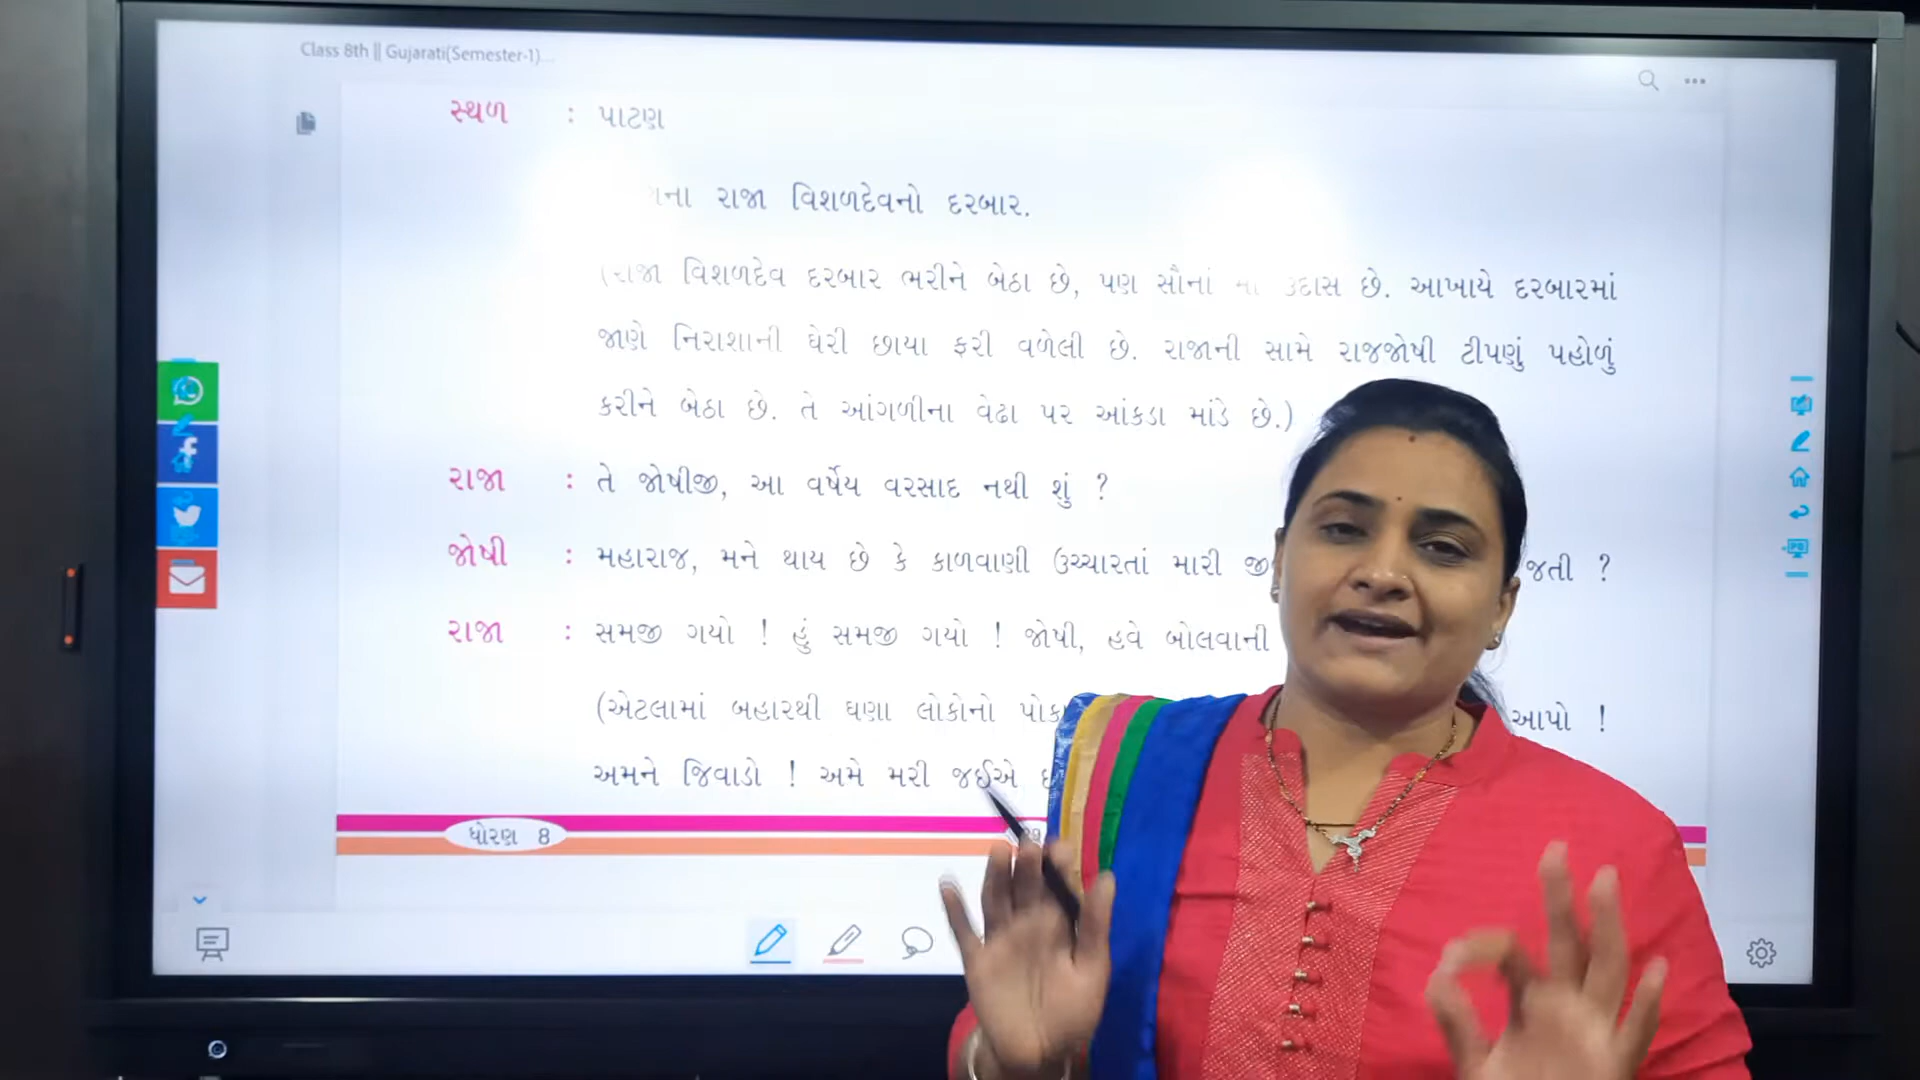 Class 8th || Gujarati(Semester-1)...
સ્થળ : પાટણ
રાજા વિશળદેવનો દરબાર.
(રાજા વિશળદેવ દરબાર ભરીને બેઠા છે, પણ સૌનાં ઉદાસ છે. આખાયે દરબારમાં
જાણે નિરાશાની ઘેરી છાયા ફરી વળેલી છે. રાજાની સામે રાજજોષી ટીપણું પહોળું
કરીને બેઠા છે. તે આંગળીના વેઢા પર આંકડા માંડે છે.)
રાજા : તે જોષીજી, આ વર્ષેય વરસાદ નથી શું ?
જોષી : મહારાજ, મને થાય છે કે કાળવાણી ઉચ્ચારતાં મારી જતી ?
રાજા : સમજી ગયો ! હું સમજી ગયો ! જોષી, હવે બોલવાની
(એટલામાં બહારથી ઘણા લોકોનો આપો !
અમને જિવાડો ! અમે મરી જઈએ
ધોરણ 8